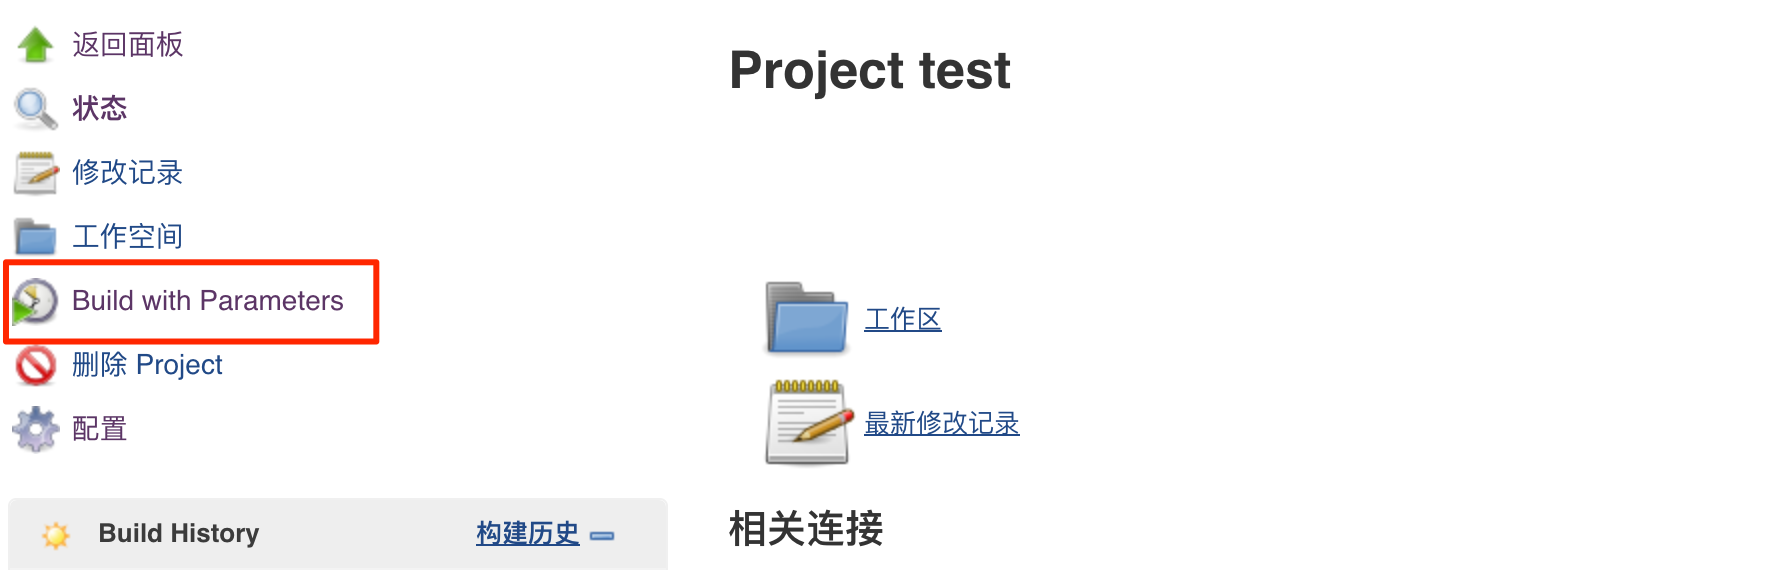 返回面板
状态
修改记录
工作空间
Build with Parameters
删除 Project
配置
Build History 构建历史
Project test
工作区
最新修改记录
相关连接